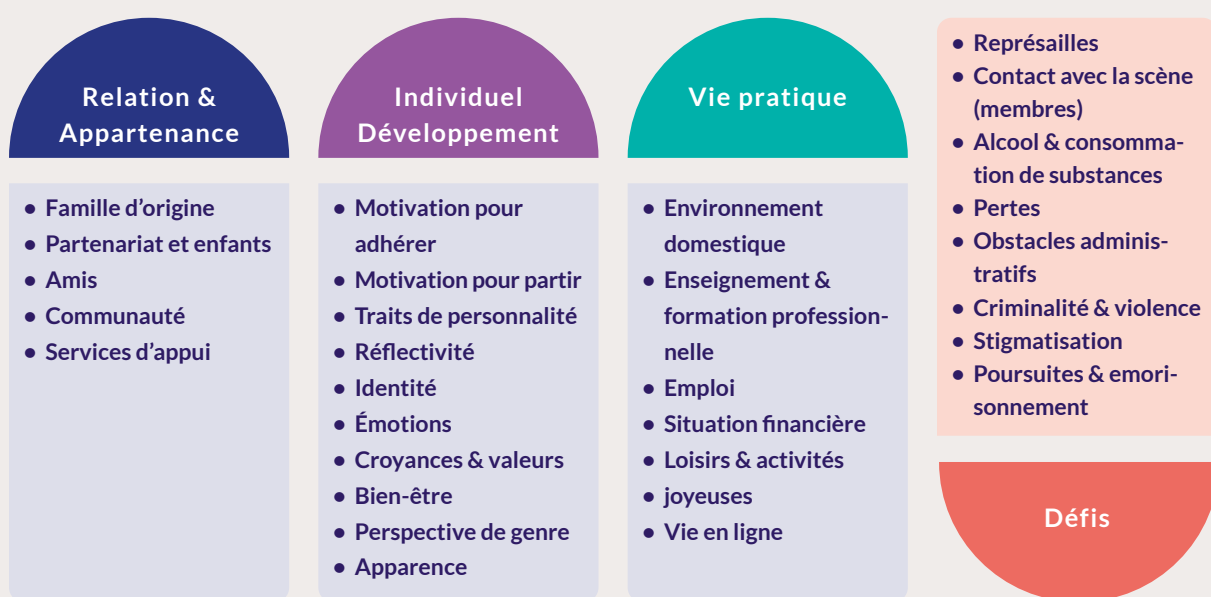 Relation &
Appartenance
• Famille d'origine
• Partenariat et enfants
• Amis
• Communauté
• Services d'appui
Individuel
Développement
• Motivation pour
adhérer
• Motivation pour partir
• Traits de personnalité
• Réflectivité
• Identité
• Émotions
• Croyances & valeurs
• Bien-être
• Perspective de genre
• Apparence
Vie pratique
• Environnement
domestique
• Enseignement &
formation profession-
nelle
• Emploi
• Situation financière
• Loisirs & activités
• joyeuses
• Vie en ligne
• Représailles
• Contact avec la scène
(membres)
• Alcool & consomma-
tion de substances
• Pertes
• Obstacles adminis-
tratifs
• Criminalité & violence
• Stigmatisation
• Poursuites & emori-
sonnement
Défis